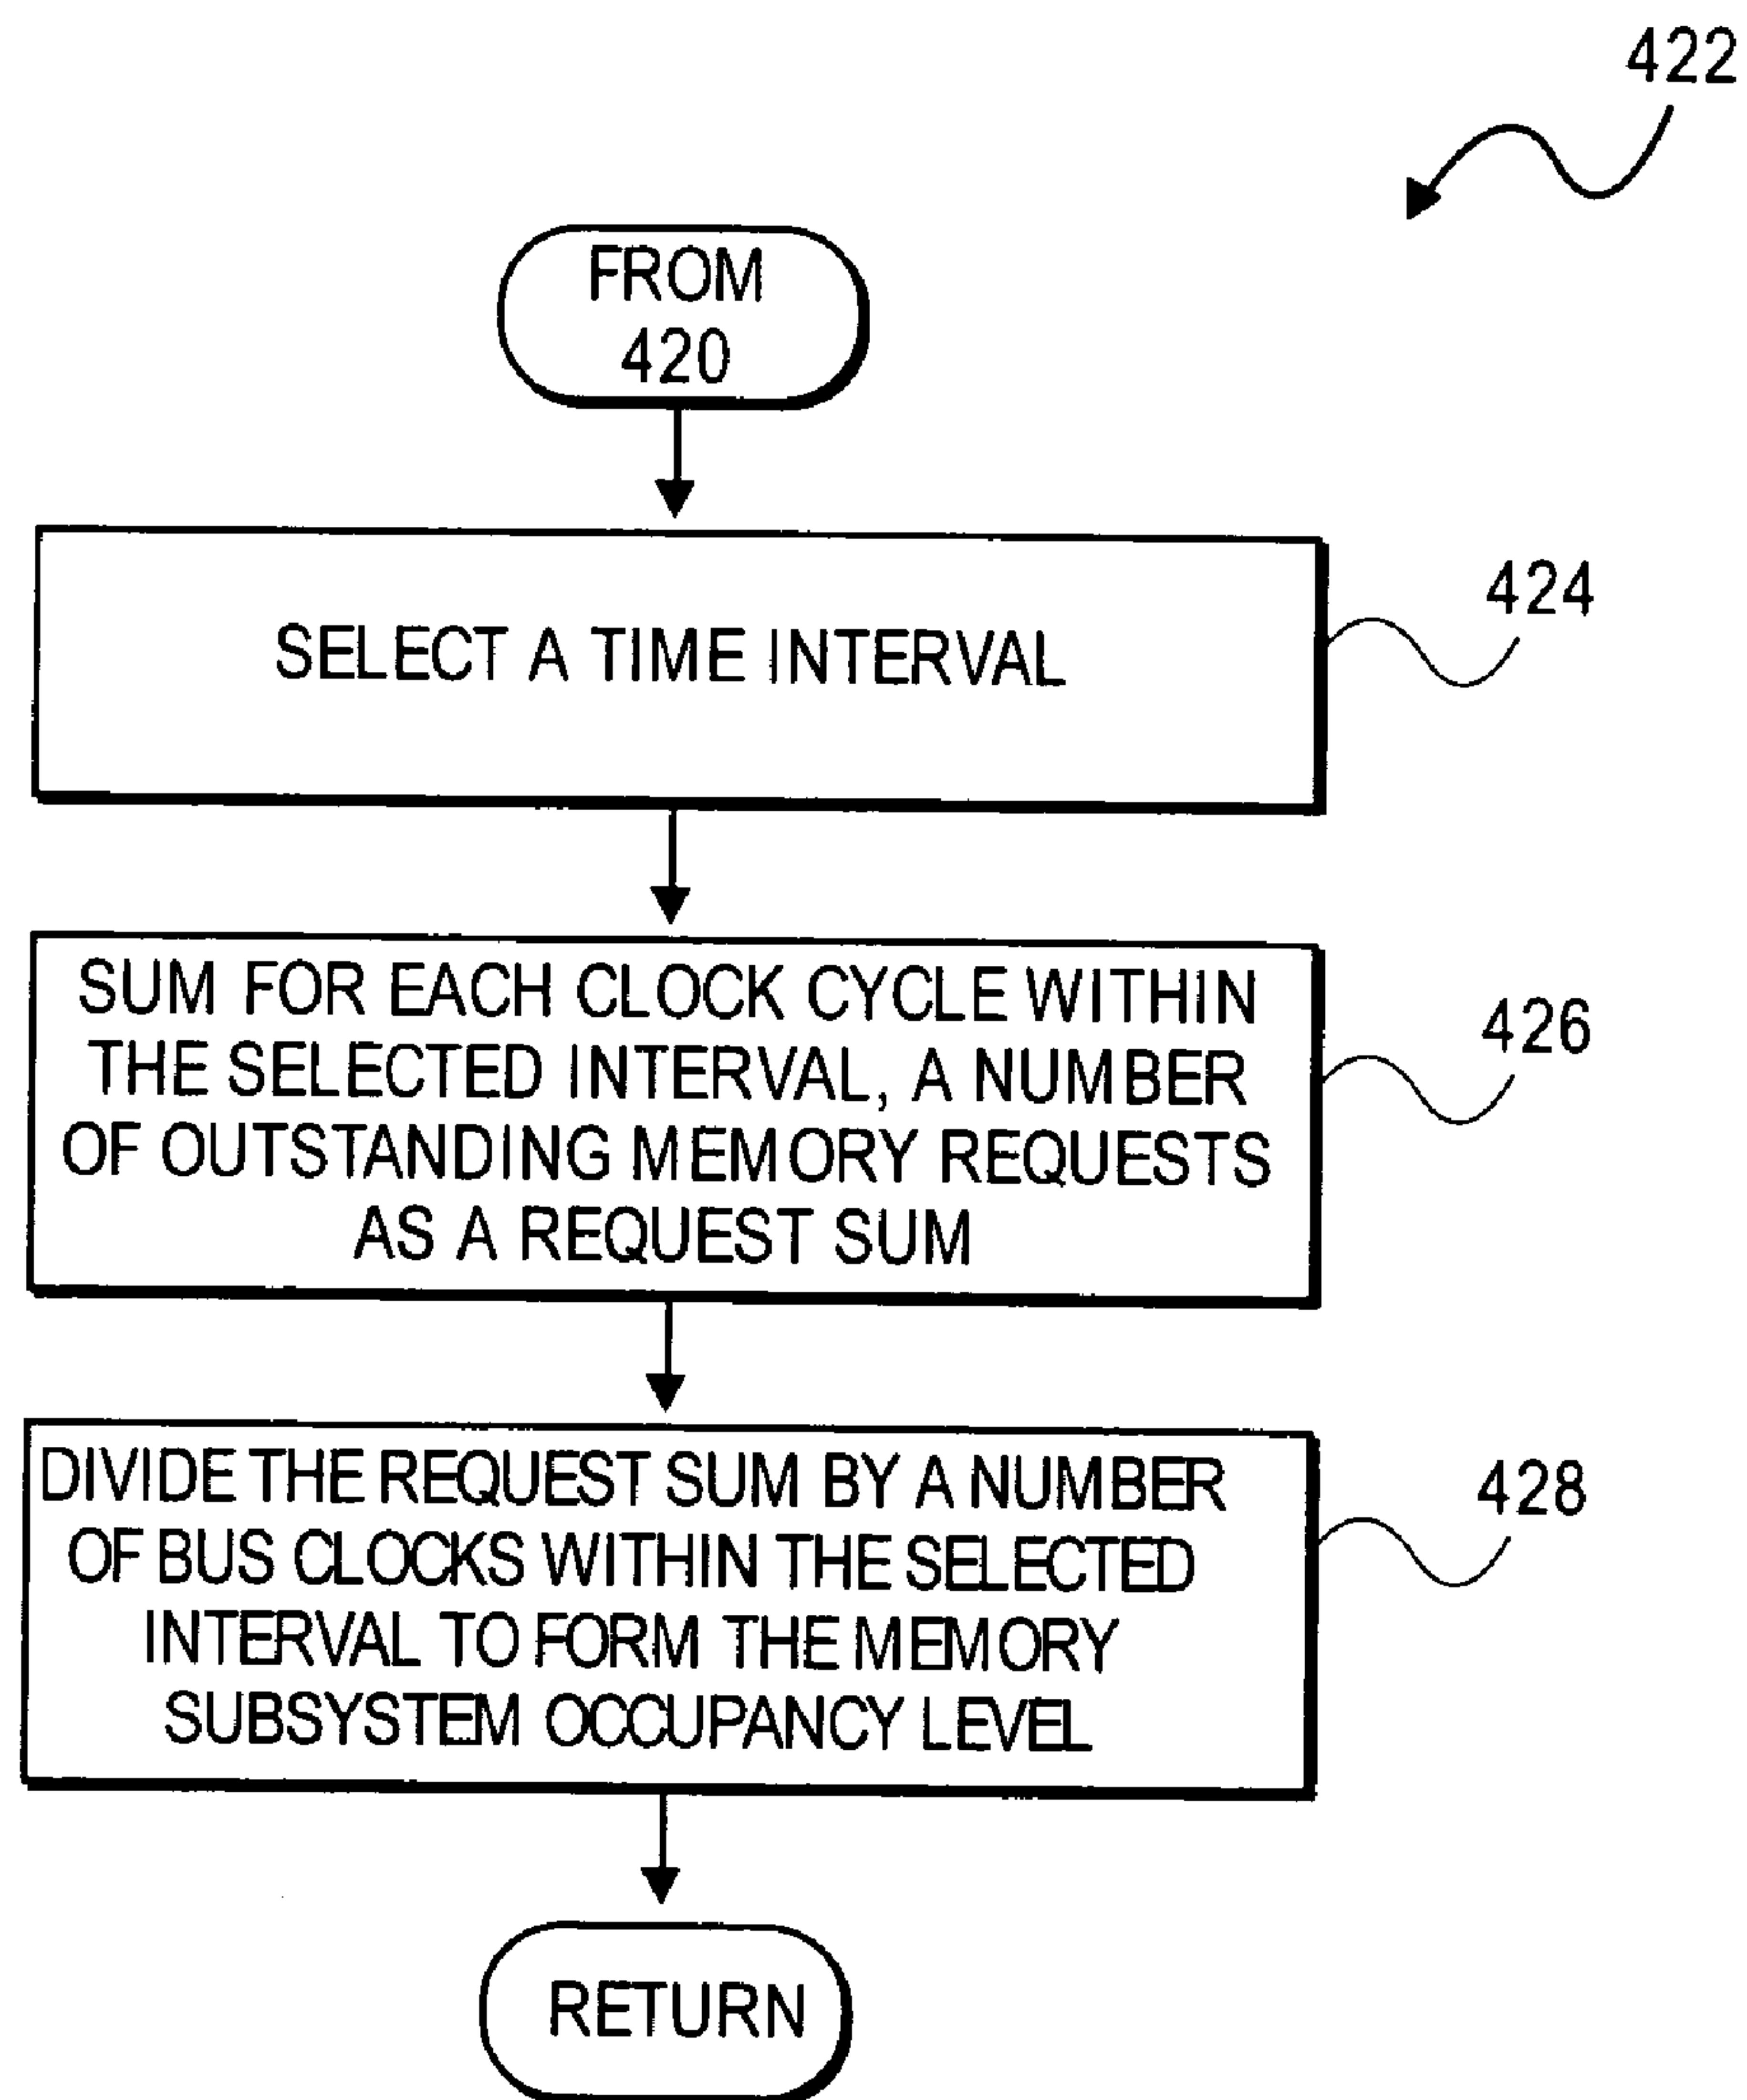 422
FROM
420
SELECT A TIME INTERVAL
424
SUM FOR EACH CLOCK CYCLE WITHIN
THE SELECTED INTERVAL, A NUMBER
OF OUTSTANDING MEMORY REQUESTS
AS A REQUEST SUM
426
DIVIDE THE REQUEST SUM BY A NUMBER
OF BUS CLOCKS WITHIN THE SELECTED
INTERVAL TO FORM THE MEMORY
SUBSYSTEM OCCUPANCY LEVEL
428
RETURN